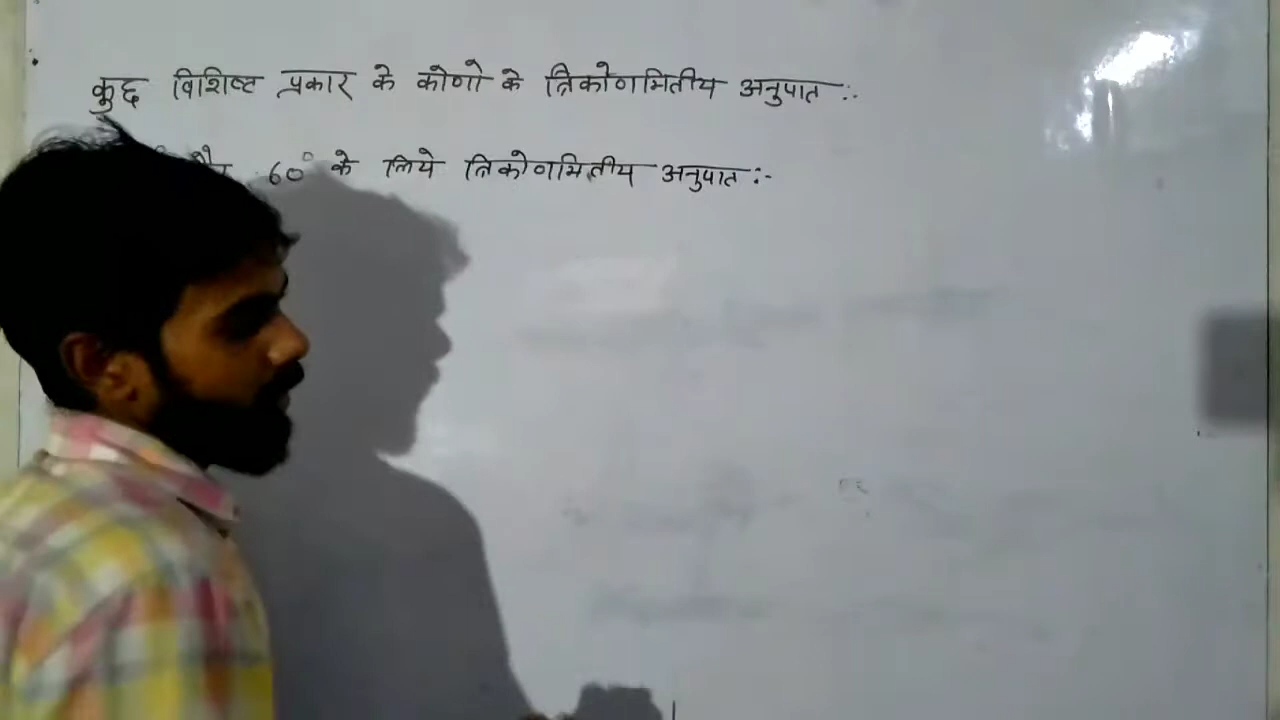 कुछ विशिष्ट प्रकार के कोणो के त्रिकोणमितीय अनुपात :-
60° के लिये त्रिकोणमितीय अनुपात :-